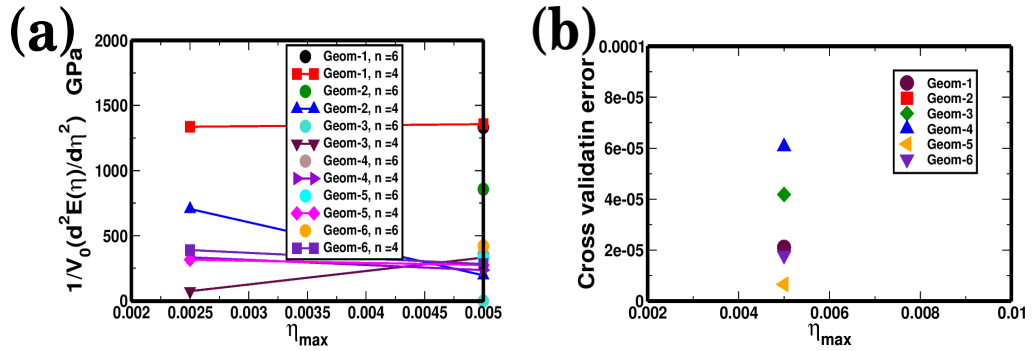 (a)
1/V0(d²E(η)/dη²) GPa
2000
1500
1000
500
0
0.002
0.0025
0.003
0.0035
0.004
0.0045
0.005
ηmax
Geom-1, n =6
Geom-1, n =4
Geom-2, n =6
Geom-2, n =4
Geom-3, n =6
Geom-3, n =4
Geom-4, n =6
Geom-4, n =4
Geom-5, n =6
Geom-5, n =4
Geom-6, n =6
Geom-6, n =4
(b)
Cross validatin error
0.0001
8e-05
6e-05
4e-05
2e-05
0
0.002
0.004
0.006
0.008
0.01
ηmax
Geom-1
Geom-2
Geom-3
Geom-4
Geom-5
Geom-6